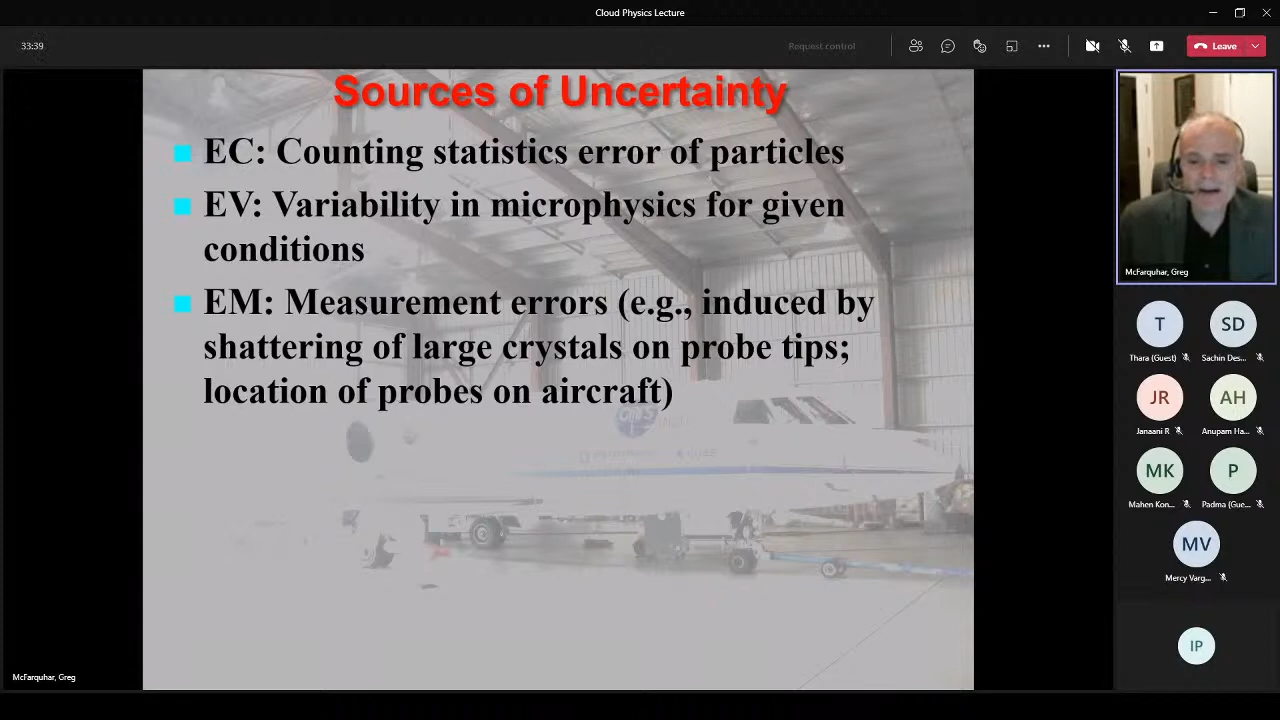 Cloud Physics Lecture
33:39
Request control
Leave
Sources of Uncertainty
EC: Counting statistics error of particles
EV: Variability in microphysics for given
conditions
EM: Measurement errors (e.g., induced by
shattering of large crystals on probe tips;
location of probes on aircraft)
McFarquhar, Greg
T
SD
Thara (Guest)
Sachin Des...
JR
AH
Janaani R
Anupam Ha...
MK
P
Mahen Kon...
Padma (Gue...
MV
Mercy Varg...
IP
McFarquhar, Greg